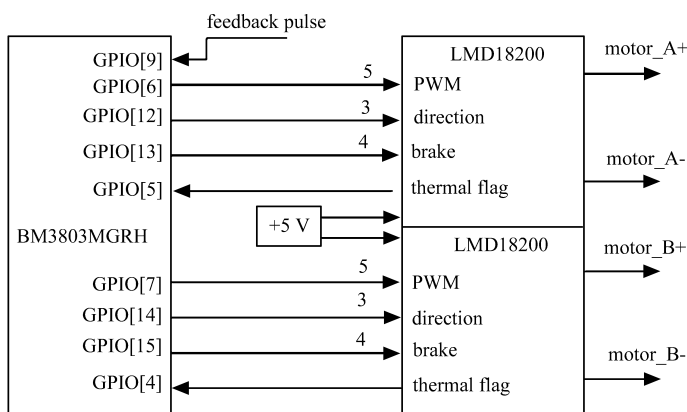 feedback pulse
LMD18200
motor_A+
GPIO[9]
GPIO[6]
5
PWM
GPIO[12]
3
direction
GPIO[13]
4
brake
motor_A-
GPIO[5]
thermal flag
+5 V
BM3803MGRH
LMD18200
motor_B+
GPIO[7]
5
PWM
GPIO[14]
3
direction
GPIO[15]
4
brake
motor_B-
GPIO[4]
thermal flag